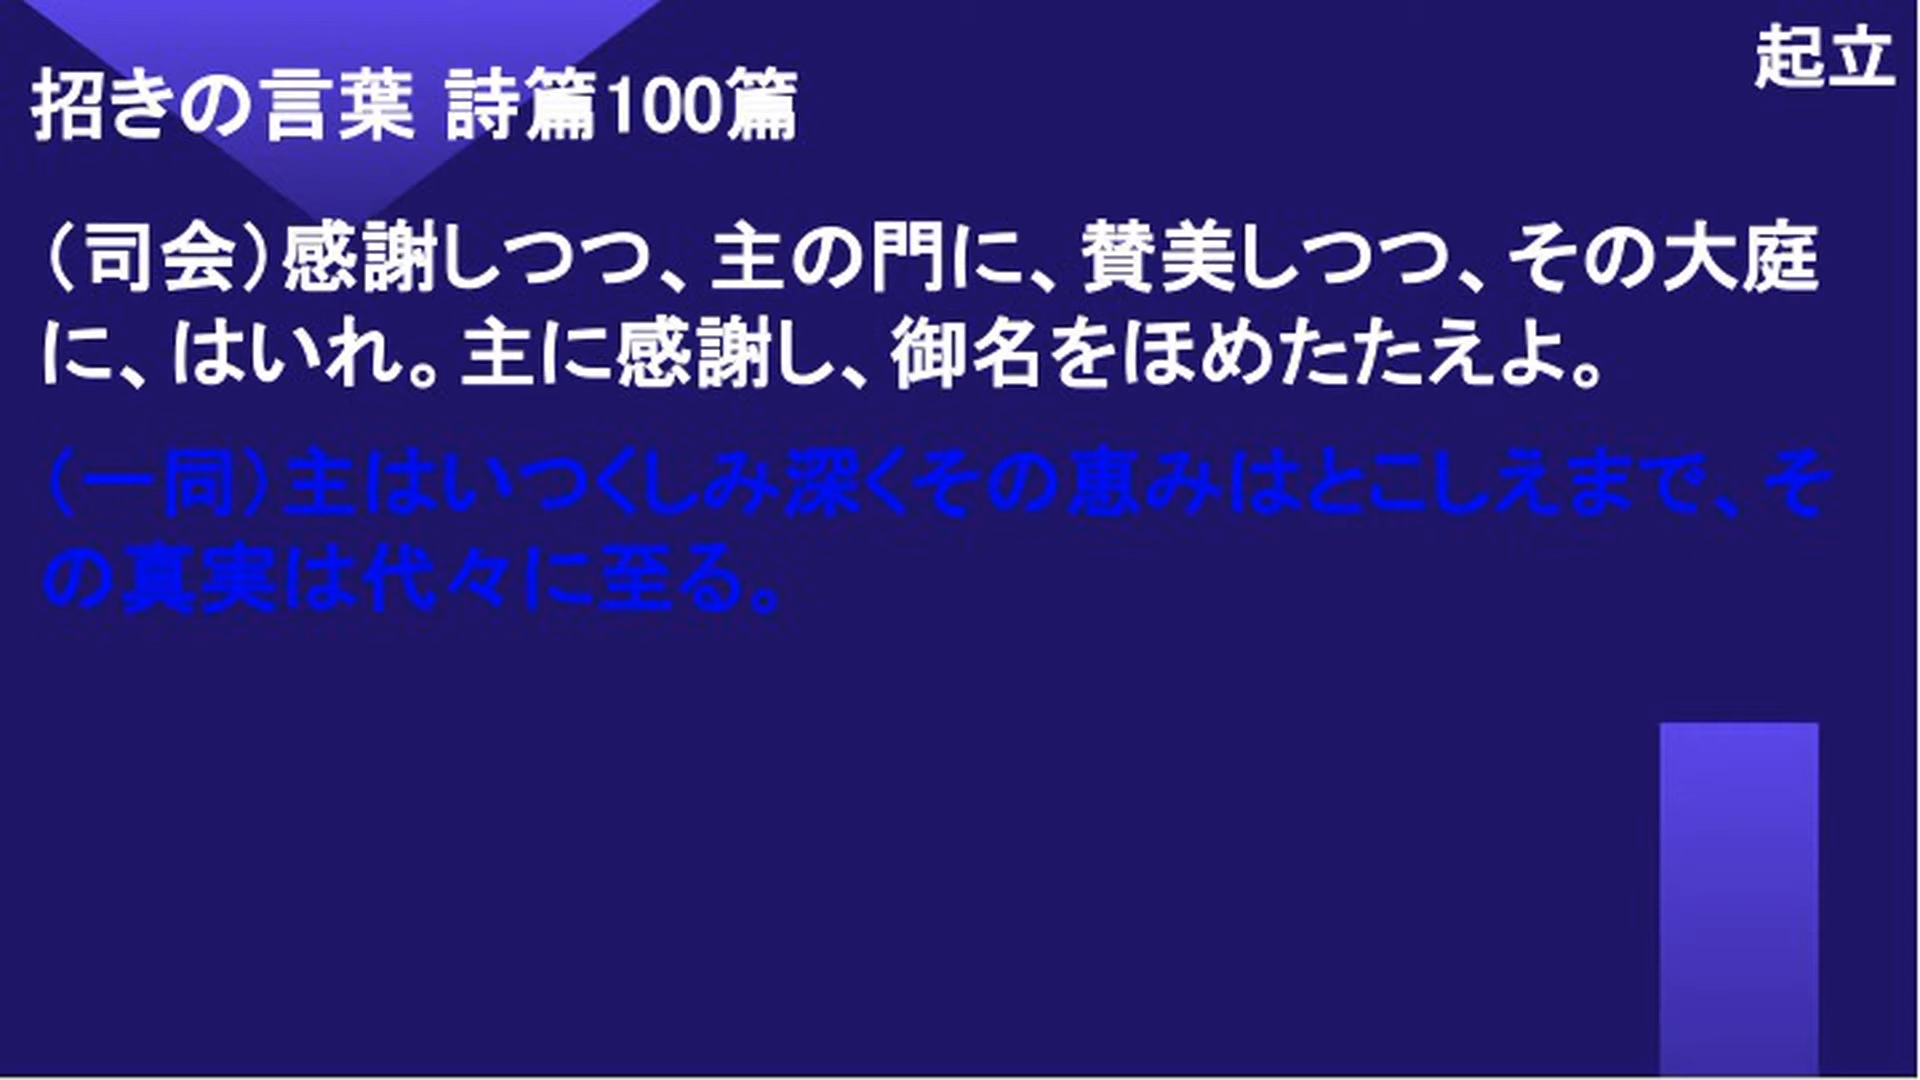 起立
招きの言葉 詩篇100篇
（司会）感謝しつつ、主の門に、賛美しつつ、その大庭
に、はいれ。主に感謝し、御名をほめたたえよ。
（一同）主はいつくしみ深くその恵みはとこしえまで、そ
の真実は代々に至る。